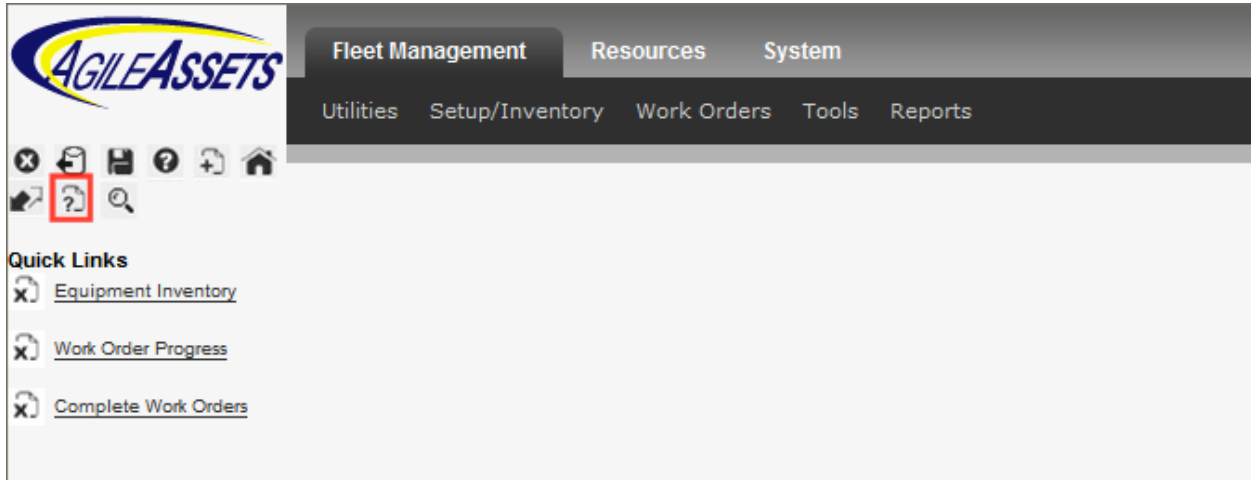 AGILEASSETS
Fleet Management Resources System
Utilities Setup/Inventory Work Orders Tools Reports
Quick Links
Equipment Inventory
Work Order Progress
Complete Work Orders